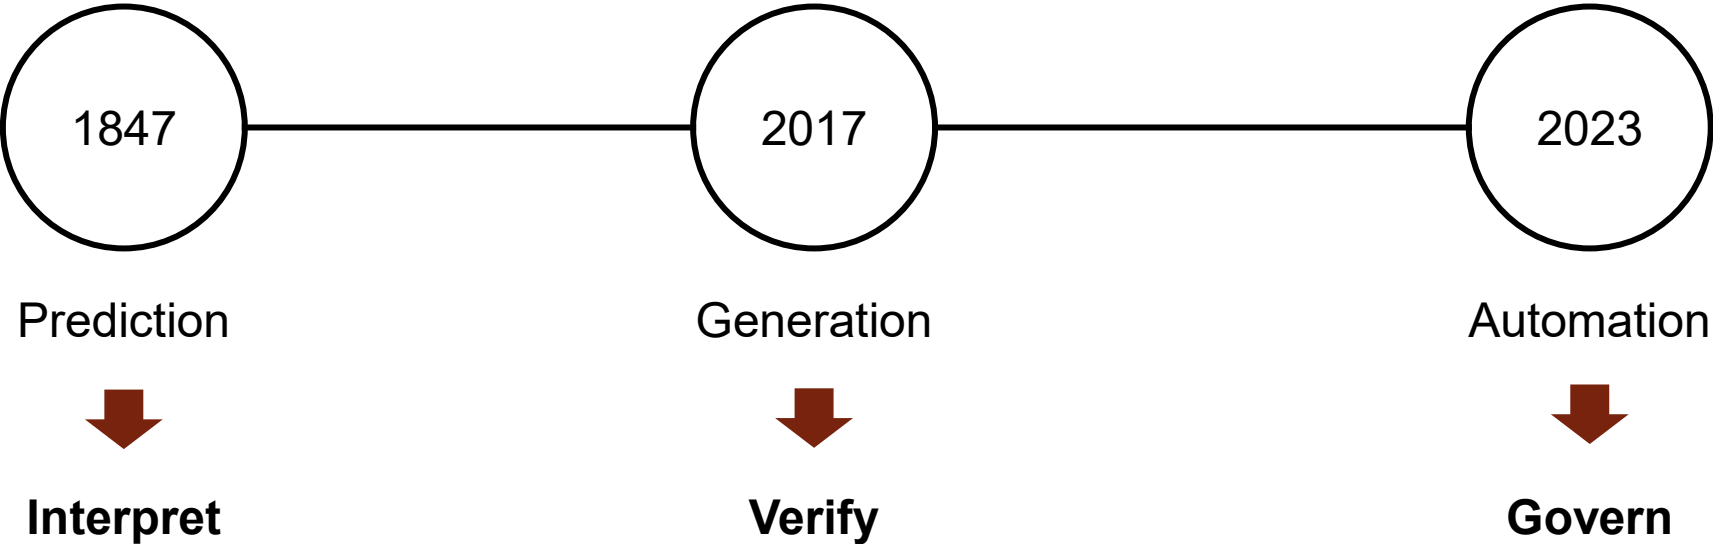 1847
2017
2023
Prediction
Generation
Automation
Interpret
Verify
Govern